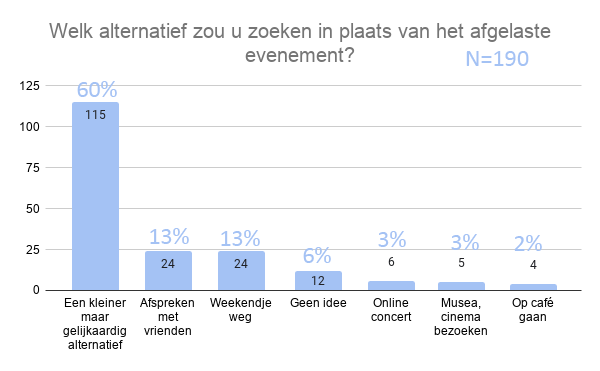 Welk alternatief zou u zoeken in plaats van het afgelaste
evenement?
N=190
125
100
75
50
25
0
60%
115
13%
24
13%
24
6%
12
3%
6
3%
5
2%
4
Een kleiner
maar
gelijkaardig
alternatief
Afspreken
met
vrienden
Weekendje
weg
Geen idee
Online
concert
Musea,
cinema
bezoeken
Op café
gaan